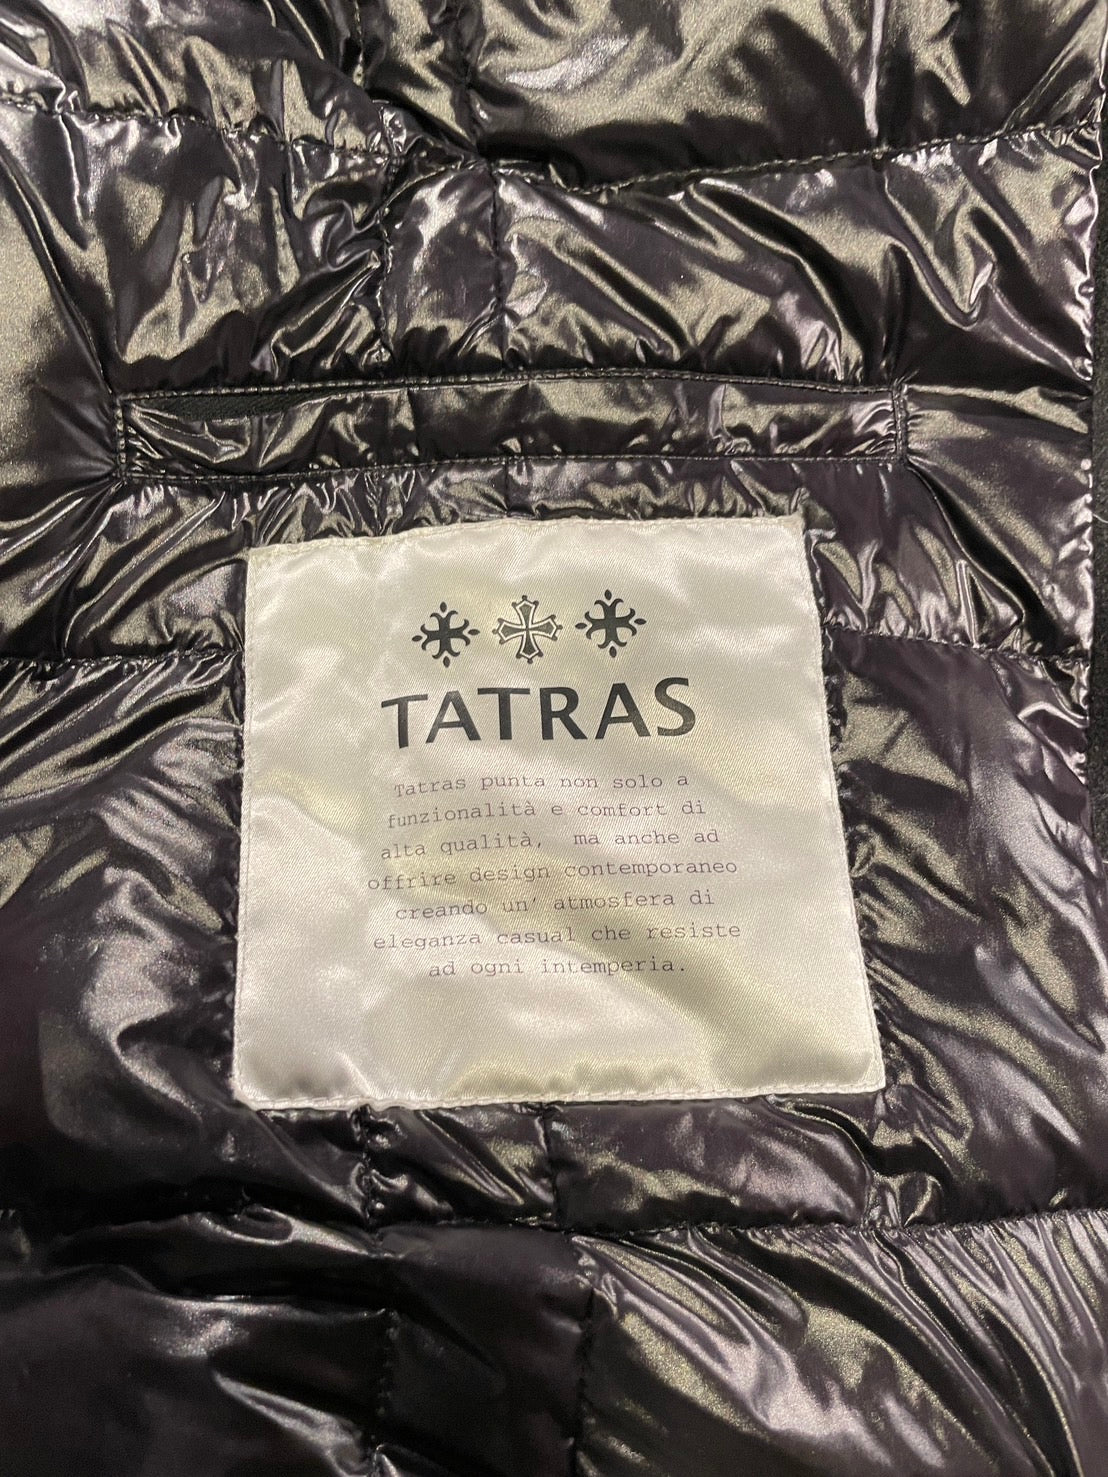 TATRAS
Tatras punta non solo a
funzionalità e comfort di
alta qualità, ma anche ad
offrire design contemporaneo
creando un' atmosfera di
eleganza casual che resiste
ad ogni intemperia.